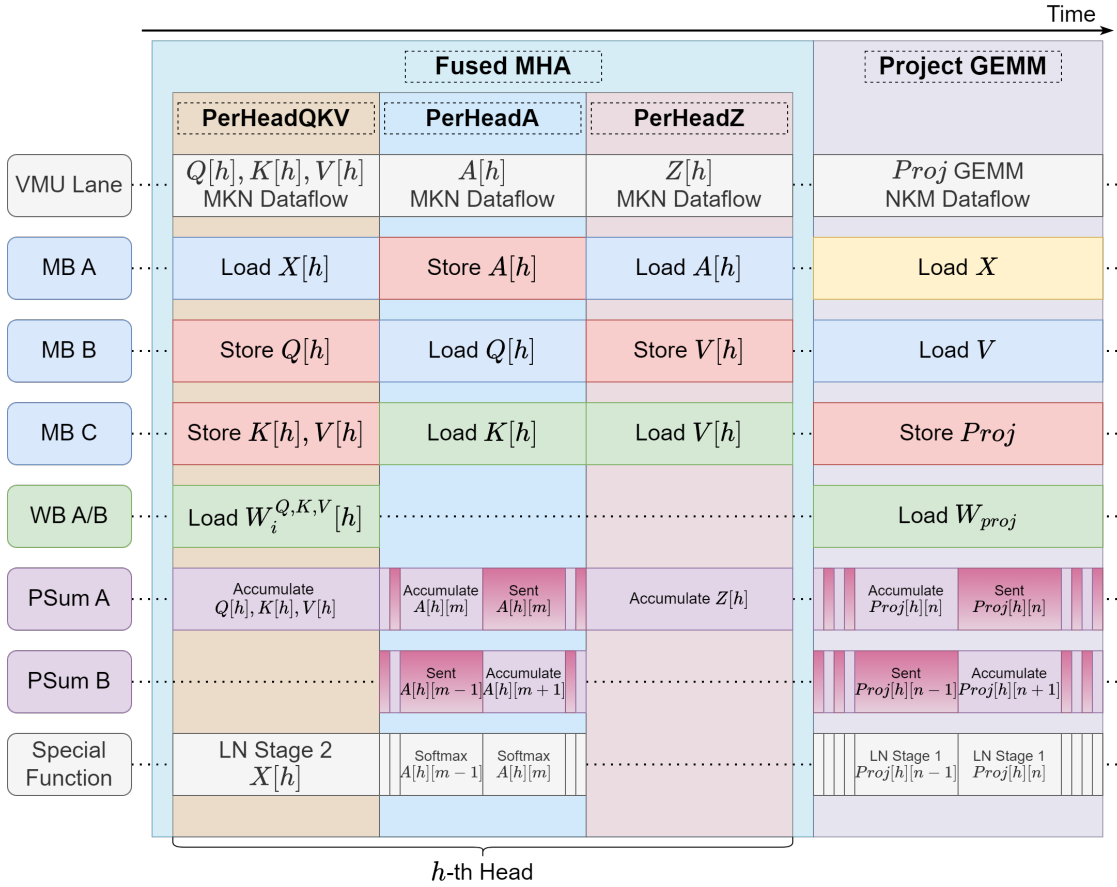 Time
Fused MHA
Project GEMM
PerHeadQKV
PerHeadA
PerHeadZ
VMU Lane
Q[h], K[h], V[h]
MKN Dataflow
A[h]
MKN Dataflow
Z[h]
MKN Dataflow
Proj GEMM
NKM Dataflow
MB A
Load X[h]
Store A[h]
Load A[h]
Load X
MB B
Store Q[h]
Load Q[h]
Store V[h]
Load V
MB C
Store K[h], V[h]
Load K[h]
Load V[h]
Store Proj
WB A/B
Load W_i^{Q,K,V}[h]
Load W_{proj}
PSum A
Accumulate
Q[h], K[h], V[h]
Accumulate
A[h][m]
Sent
A[h][m]
Accumulate Z[h]
Accumulate
Proj[h][n]
Sent
Proj[h][n]
PSum B
Sent
A[h][m−1]
Accumulate
A[h][m+1]
Sent
Proj[h][n−1]
Accumulate
Proj[h][n+1]
Special
Function
LN Stage 2
X[h]
Softmax
A[h][m−1]
Softmax
A[h][m]
LN Stage 1
Proj[h][n−1]
LN Stage 1
Proj[h][n]
h-th Head